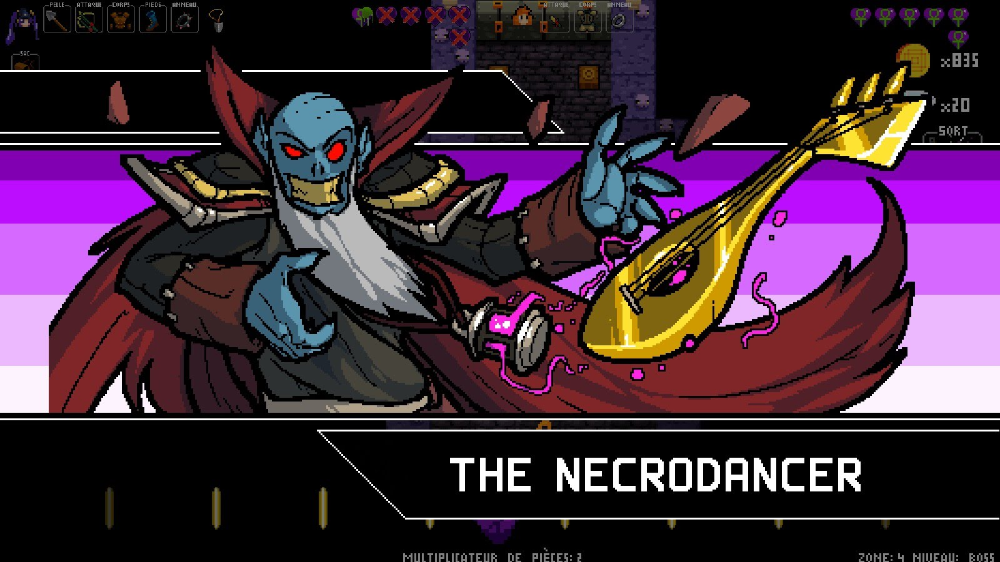 PELLE ATTAQUE CORPS PIEDS ANNEAU
ATTAQUE CORPS ANNEAU
SAC
x835
x20
SORT
THE NECRODANCER
MULTIPLICATEUR DE PIÈCES: 2
ZONE: 4 NIVEAU: BOSS